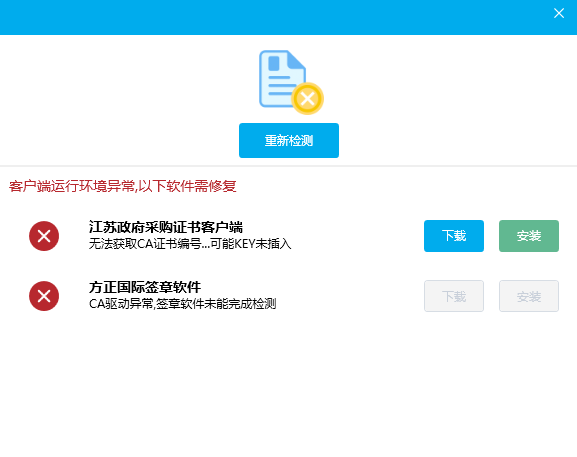 重新检测
客户端运行环境异常,以下软件需修复
江苏政府采购证书客户端
无法获取CA证书编号...可能KEY未插入
下载
安装
方正国际签章软件
CA驱动异常,签章软件未能完成检测
下载
安装